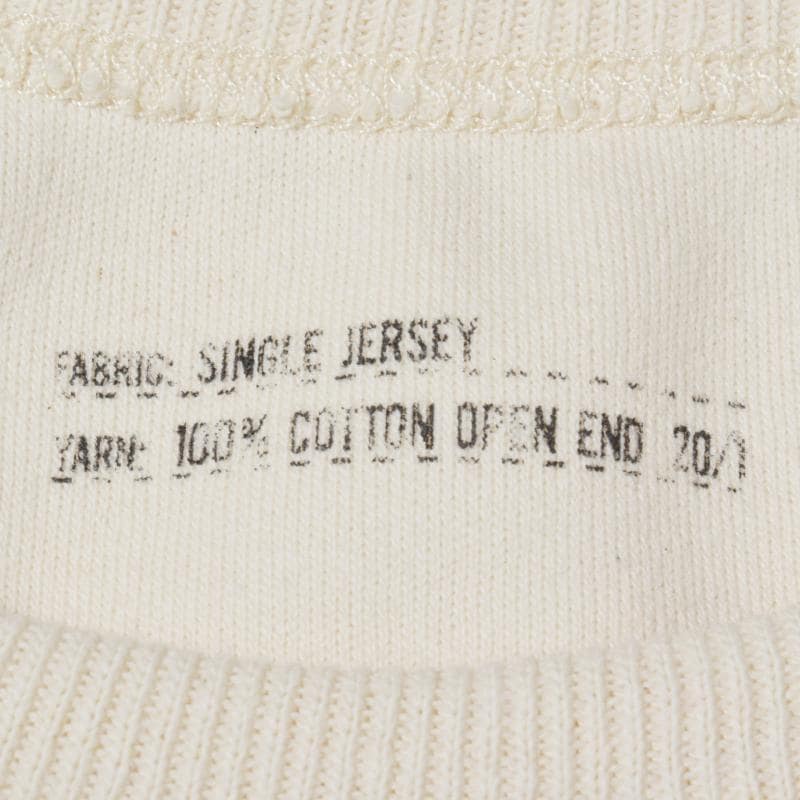 FABRIC: SINGLE JERSEY
YARN: 100% COTTON OPEN END 20/1